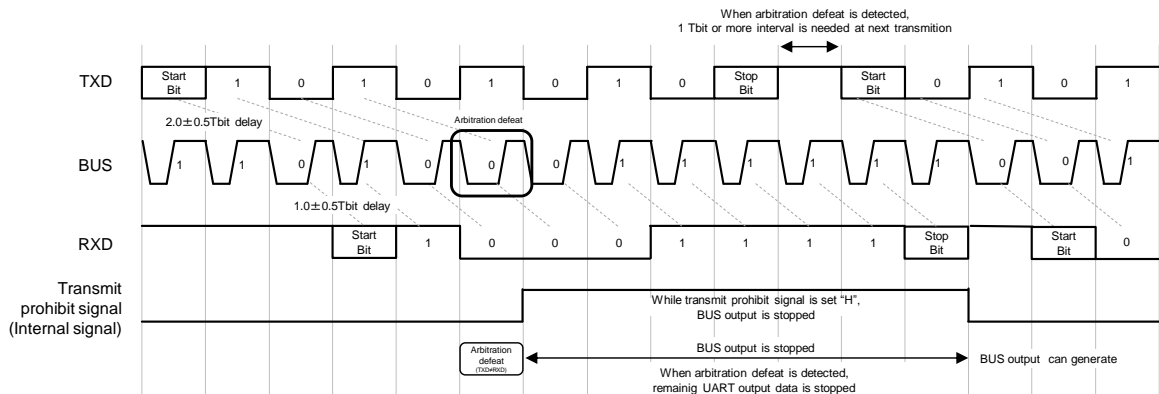 When arbitration defeat is detected,
1 Tbit or more interval is needed at next transmition
TXD
Start
Bit
1
0
1
0
1
0
1
0
Stop
Bit
Start
Bit
0
1
0
1
2.0±0.5Tbit delay
Arbitration defeat
BUS
1
1
0
1
0
0
0
1
1
1
1
1
1
0
0
1
1.0±0.5Tbit delay
RXD
Start
Bit
1
0
0
0
1
1
1
1
Stop
Bit
Start
Bit
0
Transmit
prohibit signal
(Internal signal)
While transmit prohibit signal is set “H”,
BUS output is stopped
Arbitration
defeat
(TXD≠RXD)
BUS output is stopped
BUS output can generate
When arbitration defeat is detected,
remainig UART output data is stopped